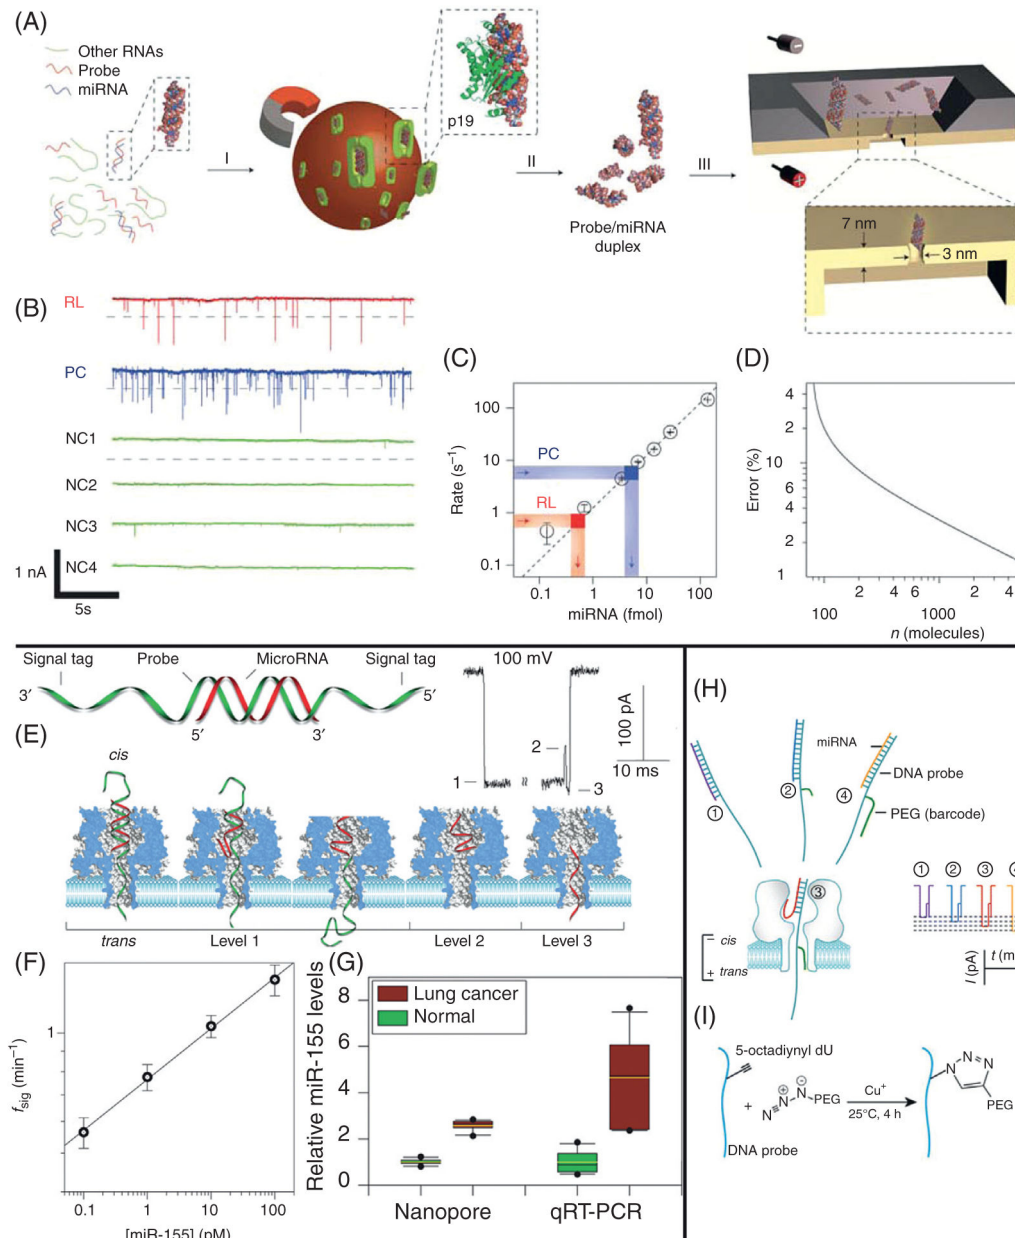 (A)
Other RNAs
Probe
miRNA
p19
I
II
III
Probe/miRNA
duplex
7 nm
3 nm
(B)
RL
PC
NC1
NC2
NC3
NC4
1 nA
5s
(C)
100
10
1
0.1
Rate (s⁻¹)
PC
RL
0.1
1
10
100
miRNA (fmol)
(D)
4
2
10
6
4
2
1
Error (%)
2
6
2
4
100
1000
n (molecules)
Signal tag
Probe
MicroRNA
Signal tag
3′
5′
5′
3′
100 mV
100 pA
10 ms
1
2
3
(E)
cis
trans
Level 1
Level 2
Level 3
(F)
1
fsig (min⁻¹)
0.1
1
10
100
[miR-155] (pM)
(G)
Relative miR-155 levels
8
6
4
2
0
Lung cancer
Normal
Nanopore
qRT-PCR
(H)
miRNA
DNA probe
PEG (barcode)
①
②
④
③
− cis
+ trans
① ② ③
I (pA)
t (m
(I)
5-octadiynyl dU
+
N
N
N
PEG
DNA probe
Cu⁺
25°C, 4 h
N
N
N
PEG